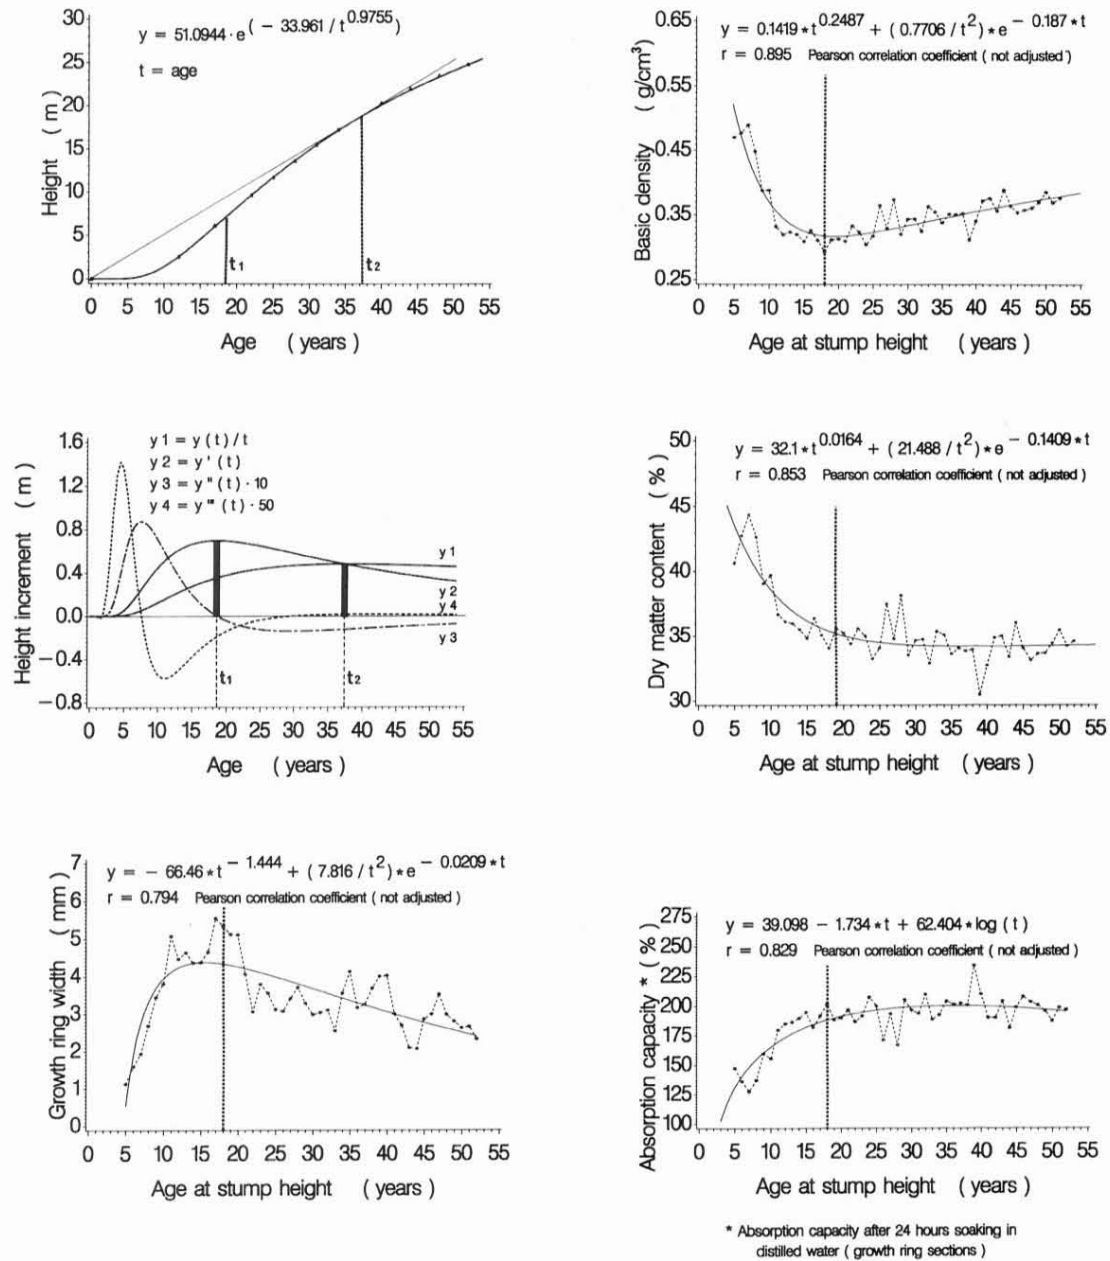 y = 51.0944 · e^( − 33.961 / t^0.9755)
t = age
30
25
20
15
10
5
0
Height ( m )
t1
t2
0 5 10 15 20 25 30 35 40 45 50 55
Age ( years )
y = 0.1419 * t^0.2487 + ( 0.7706 / t^2 ) * e^ − 0.187 * t
r = 0.895 Pearson correlation coefficient ( not adjusted )
0.65
0.55
0.45
0.35
0.25
Basic density ( g/cm³)
0 5 10 15 20 25 30 35 40 45 50 55
Age at stump height ( years )
y 1 = y ( t ) / t
y 2 = y ' ( t )
y 3 = y " ( t ) · 10
y 4 = y "' ( t ) · 50
1.6
1.2
0.8
0.4
0.0
−0.4
−0.8
Height increment ( m )
y 1
y 2
y 4
y 3
t1
t2
0 5 10 15 20 25 30 35 40 45 50 55
Age ( years )
y = 32.1 * t^0.0164 + ( 21.488 / t^2 ) * e^ − 0.1409 * t
r = 0.853 Pearson correlation coefficient ( not adjusted )
50
45
40
35
30
Dry matter content ( % )
0 5 10 15 20 25 30 35 40 45 50 55
Age at stump height ( years )
y = − 66.46 * t^ − 1.444 + ( 7.816 / t^2 ) * e^ − 0.0209 * t
r = 0.794 Pearson correlation coefficient ( not adjusted )
7
6
5
4
3
2
1
0
Growth ring width ( mm )
0 5 10 15 20 25 30 35 40 45 50 55
Age at stump height ( years )
y = 39.098 − 1.734 * t + 62.404 * log ( t )
r = 0.829 Pearson correlation coefficient ( not adjusted )
275
250
225
200
175
150
125
100
Absorption capacity * ( % )
0 5 10 15 20 25 30 35 40 45 50 55
Age at stump height ( years )
* Absorption capacity after 24 hours soaking in
distilled water ( growth ring sections )